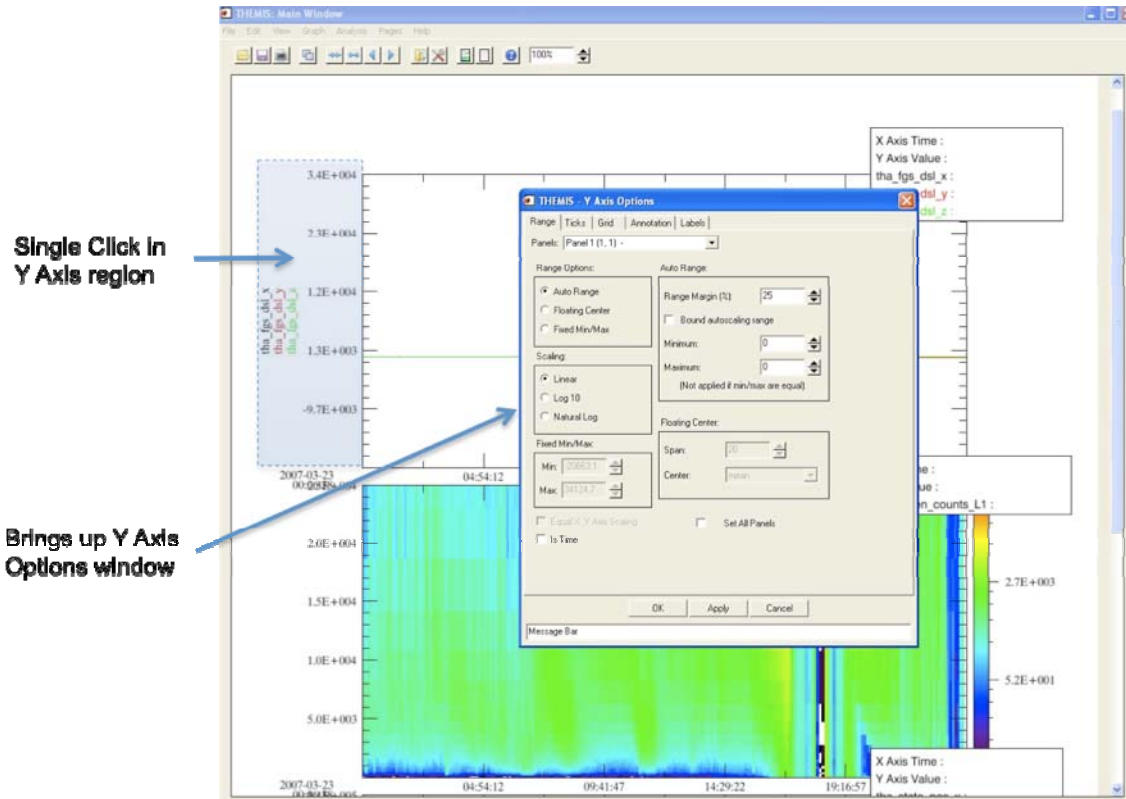 THEMIS: Main Window
File Edit View Graph Analysis Pages Help
100%
X Axis Time :
Y Axis Value :
tha_fgs_dsl_x :
dsl_y :
dsl_z :
3.4E+004
2.3E+004
1.2E+004
1.3E+003
-9.7E+003
tha_fgs_dsl_x
tha_fgs_dsl_y
tha_fgs_dsl_z
Single Click in
Y Axis region
Brings up Y Axis
Options window
THEMIS - Y Axis Options
Range Ticks Grid Annotation Labels
Panels: Panel 1 (1, 1) -
Range Options:
Auto Range
Floating Center
Fixed Min/Max
Scaling:
Linear
Log 10
Natural Log
Fixed Min/Max:
Min: -20663.1
Max: 34124.7
Equal X, Y Axis Scaling
Is Time
Auto Range:
Range Margin (%): 25
Bound autoscaling range
Minimum: 0
Maximum: 0
(Not applied if min/max are equal)
Floating Center:
Span: 20
Center: mean
Set All Panels
OK Apply Cancel
Message Bar
2007-03-23
04:54:12
me :
ue :
en_counts_L1 :
2.0E+004
1.5E+004
1.0E+004
5.0E+003
2.7E+003
5.2E+001
2007-03-23
04:54:12 09:41:47 14:29:22 19:16:57
X Axis Time :
Y Axis Value :